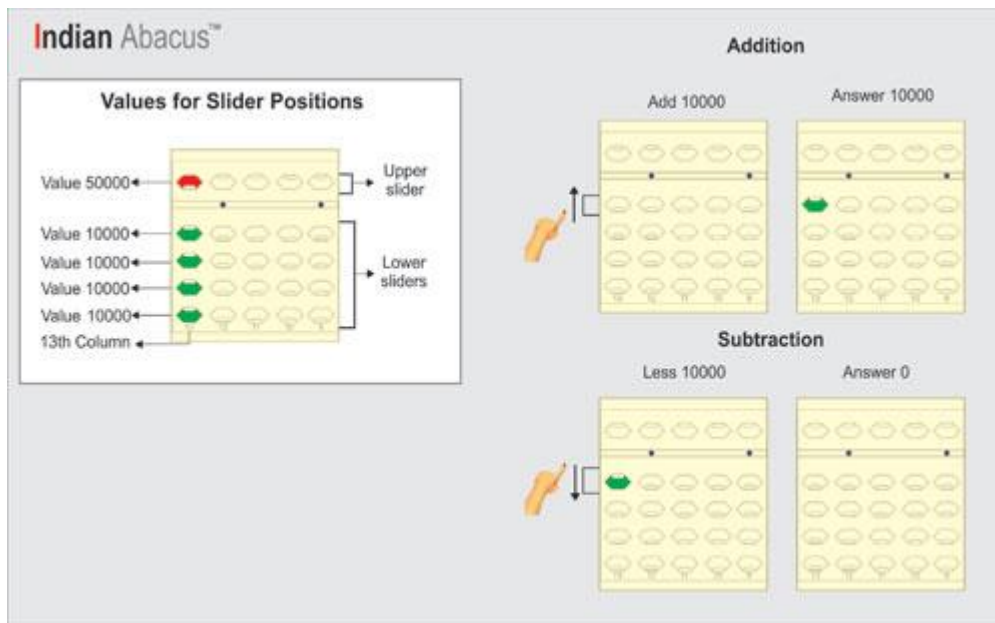 Indian Abacus™
Values for Slider Positions
Value 50000
Upper
slider
Value 10000
Value 10000
Value 10000
Value 10000
Lower
sliders
13th Column
Addition
Add 10000
Answer 10000
Subtraction
Less 10000
Answer 0